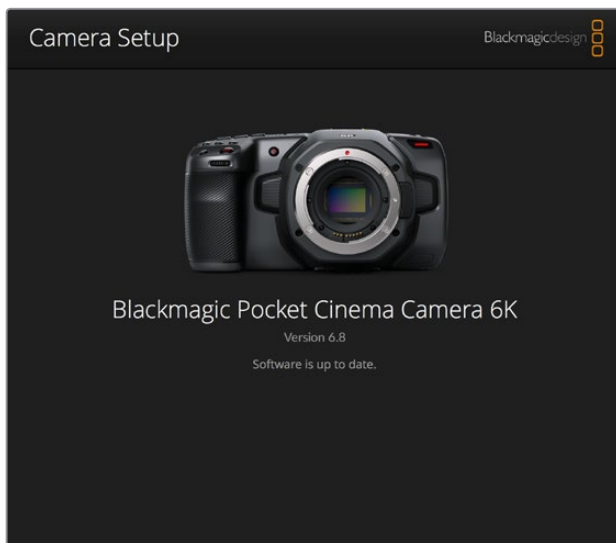 Camera Setup
Blackmagicdesign
Blackmagic Pocket Cinema Camera 6K
Version 6.8
Software is up to date.